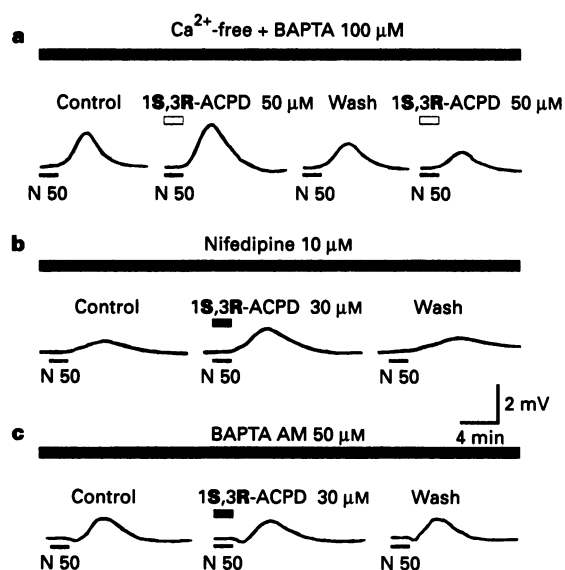 a
Ca²⁺-free + BAPTA 100 μM
Control 1S,3R-ACPD 50 μM Wash 1S,3R-ACPD 50 μM
N 50 N 50 N 50 N 50
b
Nifedipine 10 μM
Control 1S,3R-ACPD 30 μM Wash
N 50 N 50 N 50
2 mV
4 min
c
BAPTA AM 50 μM
Control 1S,3R-ACPD 30 μM Wash
N 50 N 50 N 50